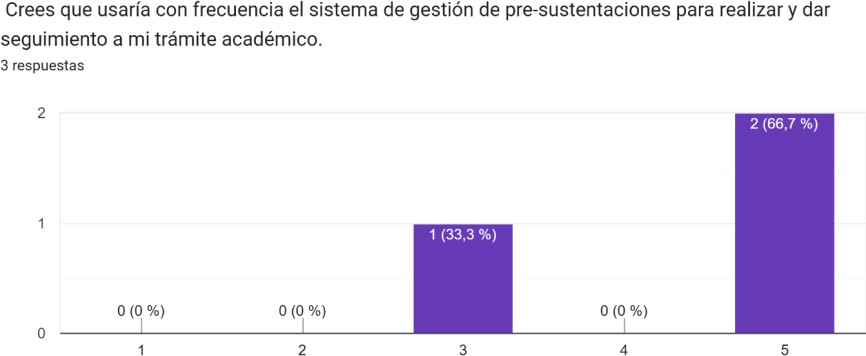 Crees que usaría con frecuencia el sistema de gestión de pre-sustentaciones para realizar y dar
seguimiento a mi trámite académico.
3 respuestas
2
2 (66,7 %)
1
1 (33,3 %)
0 (0 %)
0 (0 %)
0 (0 %)
0
1
2
3
4
5